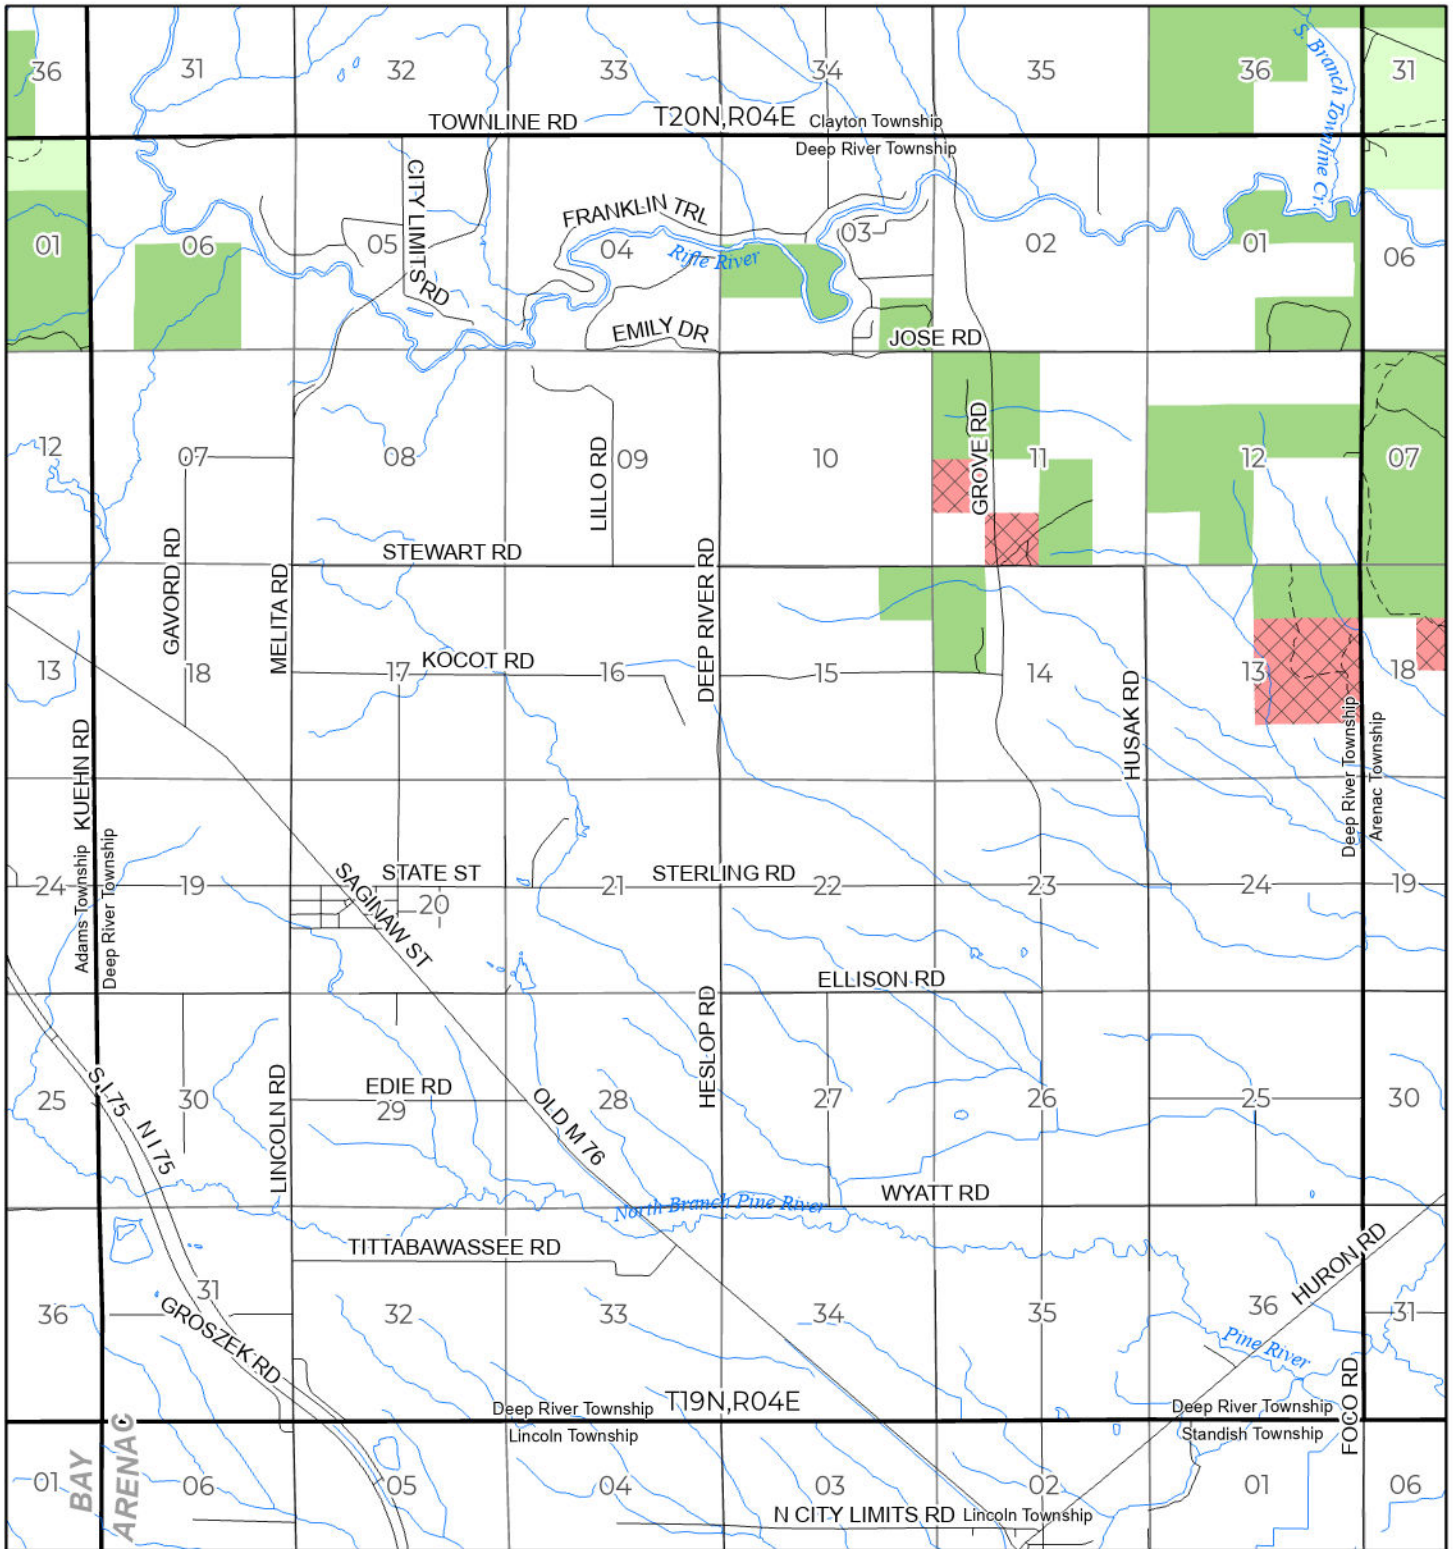 36
31
32
33
34
35
36
31
S. Branch Townline Cr.
TOWNLINE RD
T20N,R04E
Clayton Township
Deep River Township
CITY LIMITS RD
FRANKLIN TRL
Rifle River
01
06
05
04
03
02
01
06
EMILY DR
JOSE RD
12
07
08
LILLO RD
09
10
GROVE RD
11
12
07
STEWART RD
GAVORD RD
MELITA RD
DEEP RIVER RD
KOCOT RD
13
18
17
16
15
14
HUSAK RD
13
18
KUEHN RD
Adams Township
Deep River Township
Deep River Township
Arenac Township
STATE ST
SAGINAW ST
STERLING RD
24
19
20
21
22
23
24
19
ELLISON RD
HESLOP RD
S I 75
N I 75
LINCOLN RD
EDIE RD
OLD M 76
25
30
29
28
27
26
25
30
WYATT RD
North Branch Pine River
TITTABAWASSEE RD
HURON RD
36
31
32
33
34
35
36
31
GROSZEK RD
Pine River
FOCO RD
T19N,R04E
Deep River Township
Lincoln Township
Deep River Township
Standish Township
BAY
ARENAC
01
06
05
04
03
02
01
06
N CITY LIMITS RD
Lincoln Township